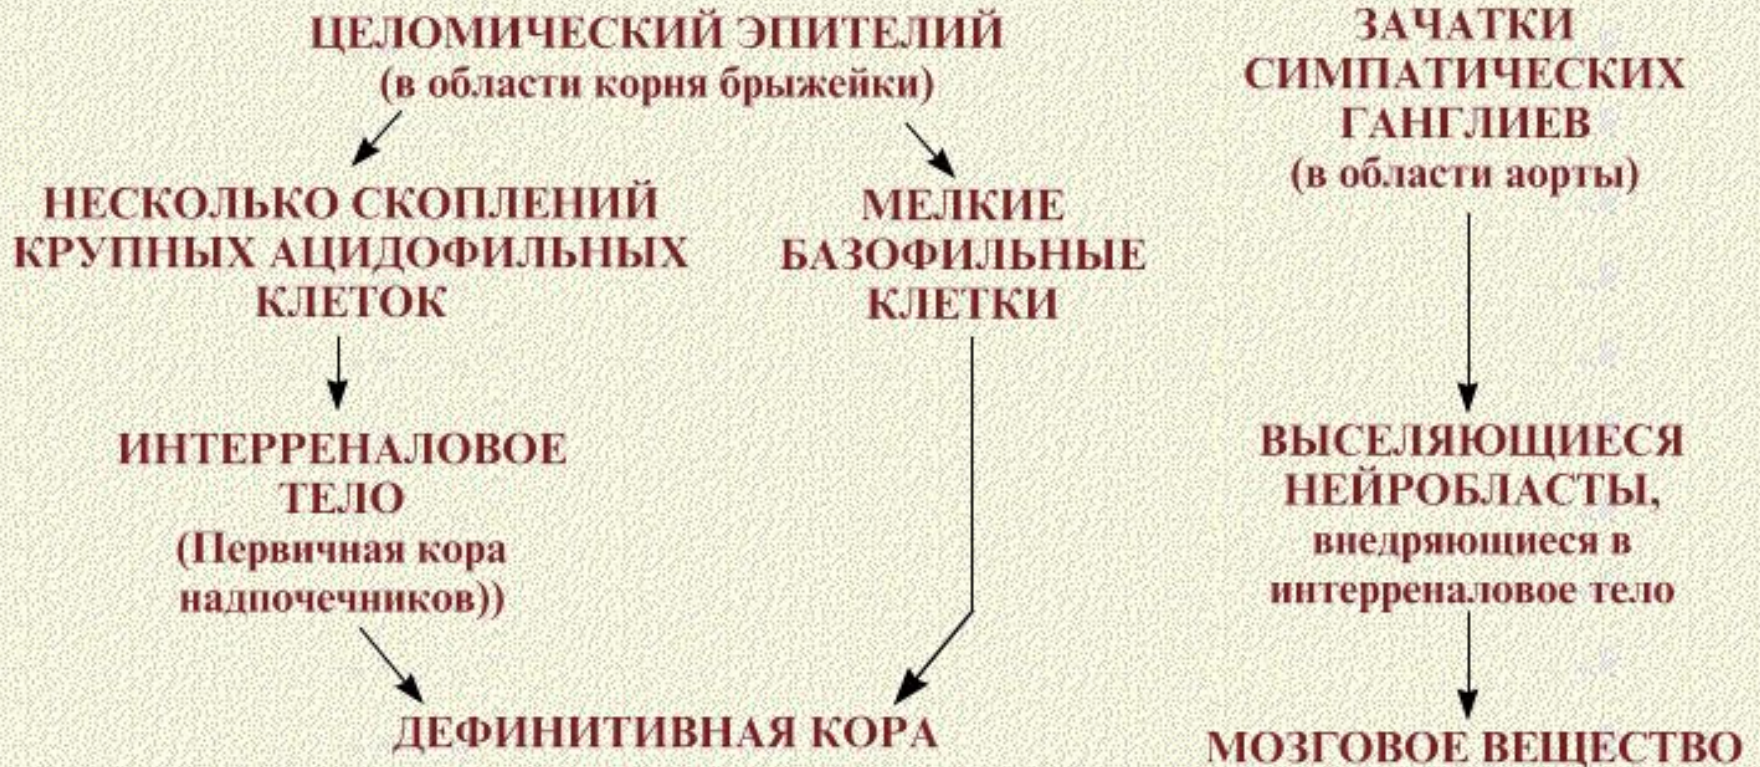 ЦЕЛОМИЧЕСКИЙ ЭПИТЕЛИЙ
(в области корня брыжейки)
НЕСКОЛЬКО СКОПЛЕНИЙ
КРУПНЫХ АЦИДОФИЛЬНЫХ
КЛЕТОК
МЕЛКИЕ
БАЗОФИЛЬНЫЕ
КЛЕТКИ
ИНТЕРРЕНАЛОВОЕ
ТЕЛО
(Первичная кора
надпочечников))
ДЕФИНИТИВНАЯ КОРА
ЗАЧАТКИ
СИМПАТИЧЕСКИХ
ГАНГЛИЕВ
(в области аорты)
ВЫСЕЛЯЮЩИЕСЯ
НЕЙРОБЛАСТЫ,
внедряющиеся в
интерреналовое тело
МОЗГОВОЕ ВЕЩЕСТВО